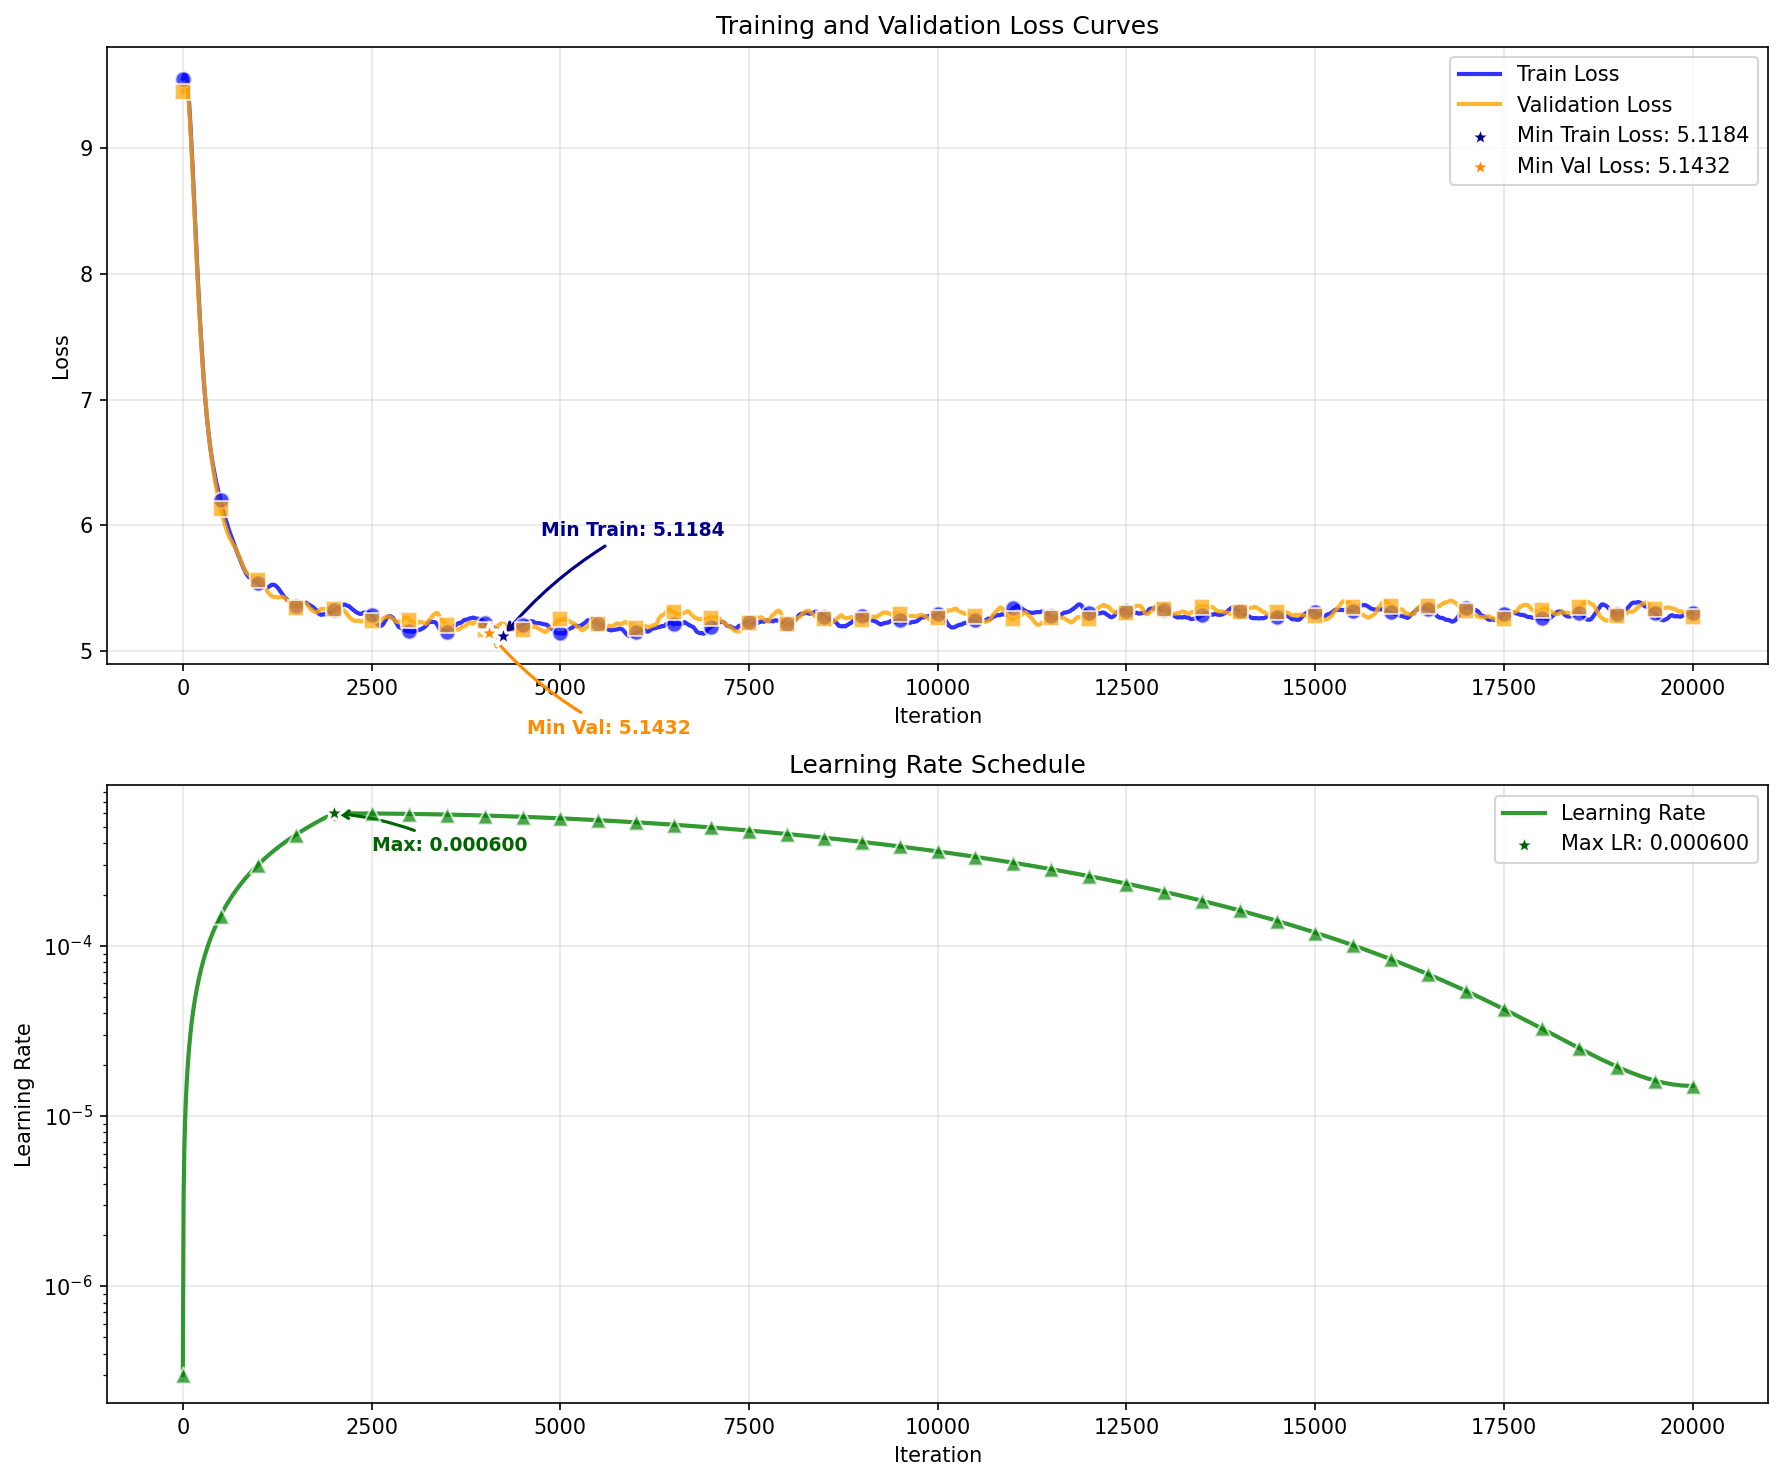 Training and Validation Loss Curves
Train Loss
Validation Loss
Min Train Loss: 5.1184
Min Val Loss: 5.1432
9
8
7
6
5
Loss
Min Train: 5.1184
0 2500 5000 7500 10000 12500 15000 17500 20000
Iteration
Min Val: 5.1432
Learning Rate Schedule
Learning Rate
Max LR: 0.000600
Max: 0.000600
10⁻⁴
10⁻⁵
10⁻⁶
Learning Rate
0 2500 5000 7500 10000 12500 15000 17500 20000
Iteration